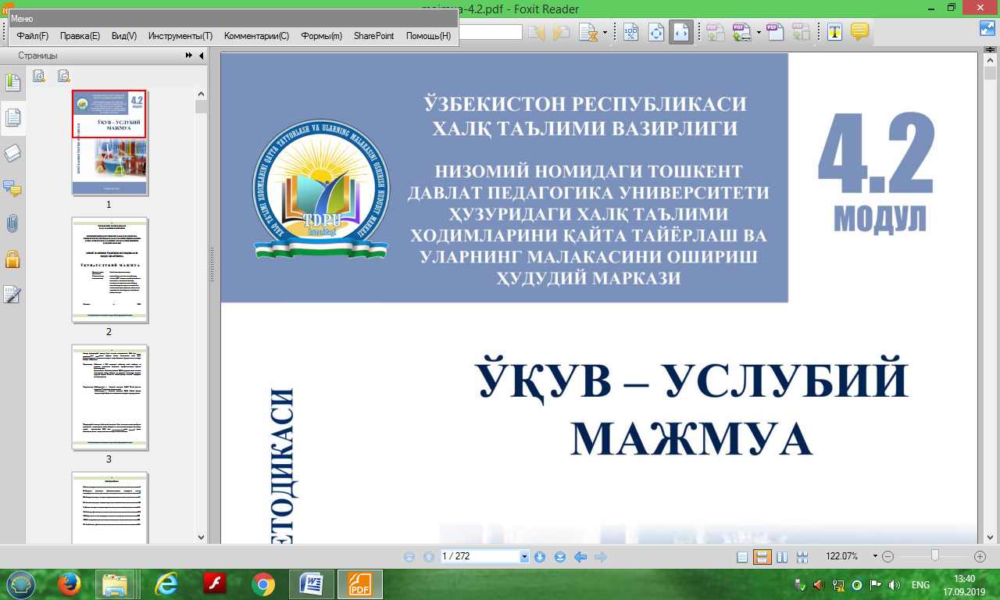 majmua-4.2.pdf - Foxit Reader
Меню
Файл(F) Правка(E) Вид(V) Инструменты(T) Комментарии(C) Формы(m) SharePoint Помощь(H)
Страницы
1
2
3
ЎЗБЕКИСТОН РЕСПУБЛИКАСИ
ХАЛҚ ТАЪЛИМИ ВАЗИРЛИГИ
НИЗОМИЙ НОМИДАГИ ТОШКЕНТ
ДАВЛАТ ПЕДАГОГИКА УНИВЕРСИТЕТИ
ҲУЗУРИДАГИ ХАЛҚ ТАЪЛИМИ
ХОДИМЛАРИНИ ҚАЙТА ТАЙЁРЛАШ ВА
УЛАРНИНГ МАЛАКАСИНИ ОШИРИШ
ҲУДУДИЙ МАРКАЗИ
XALQ TA'LIMI XODIMLARINI QAYTA TAYYORLASH VA ULARNING MALAKASINI OSHIRISH HUDUDIY MARKAZI
TDPU
huzuridagi
4.2
МОДУЛ
ЎҚУВ – УСЛУБИЙ
МАЖМУА
ЕТОДИКАСИ
1 / 272
122.07%
ENG
13:40
17.09.2019